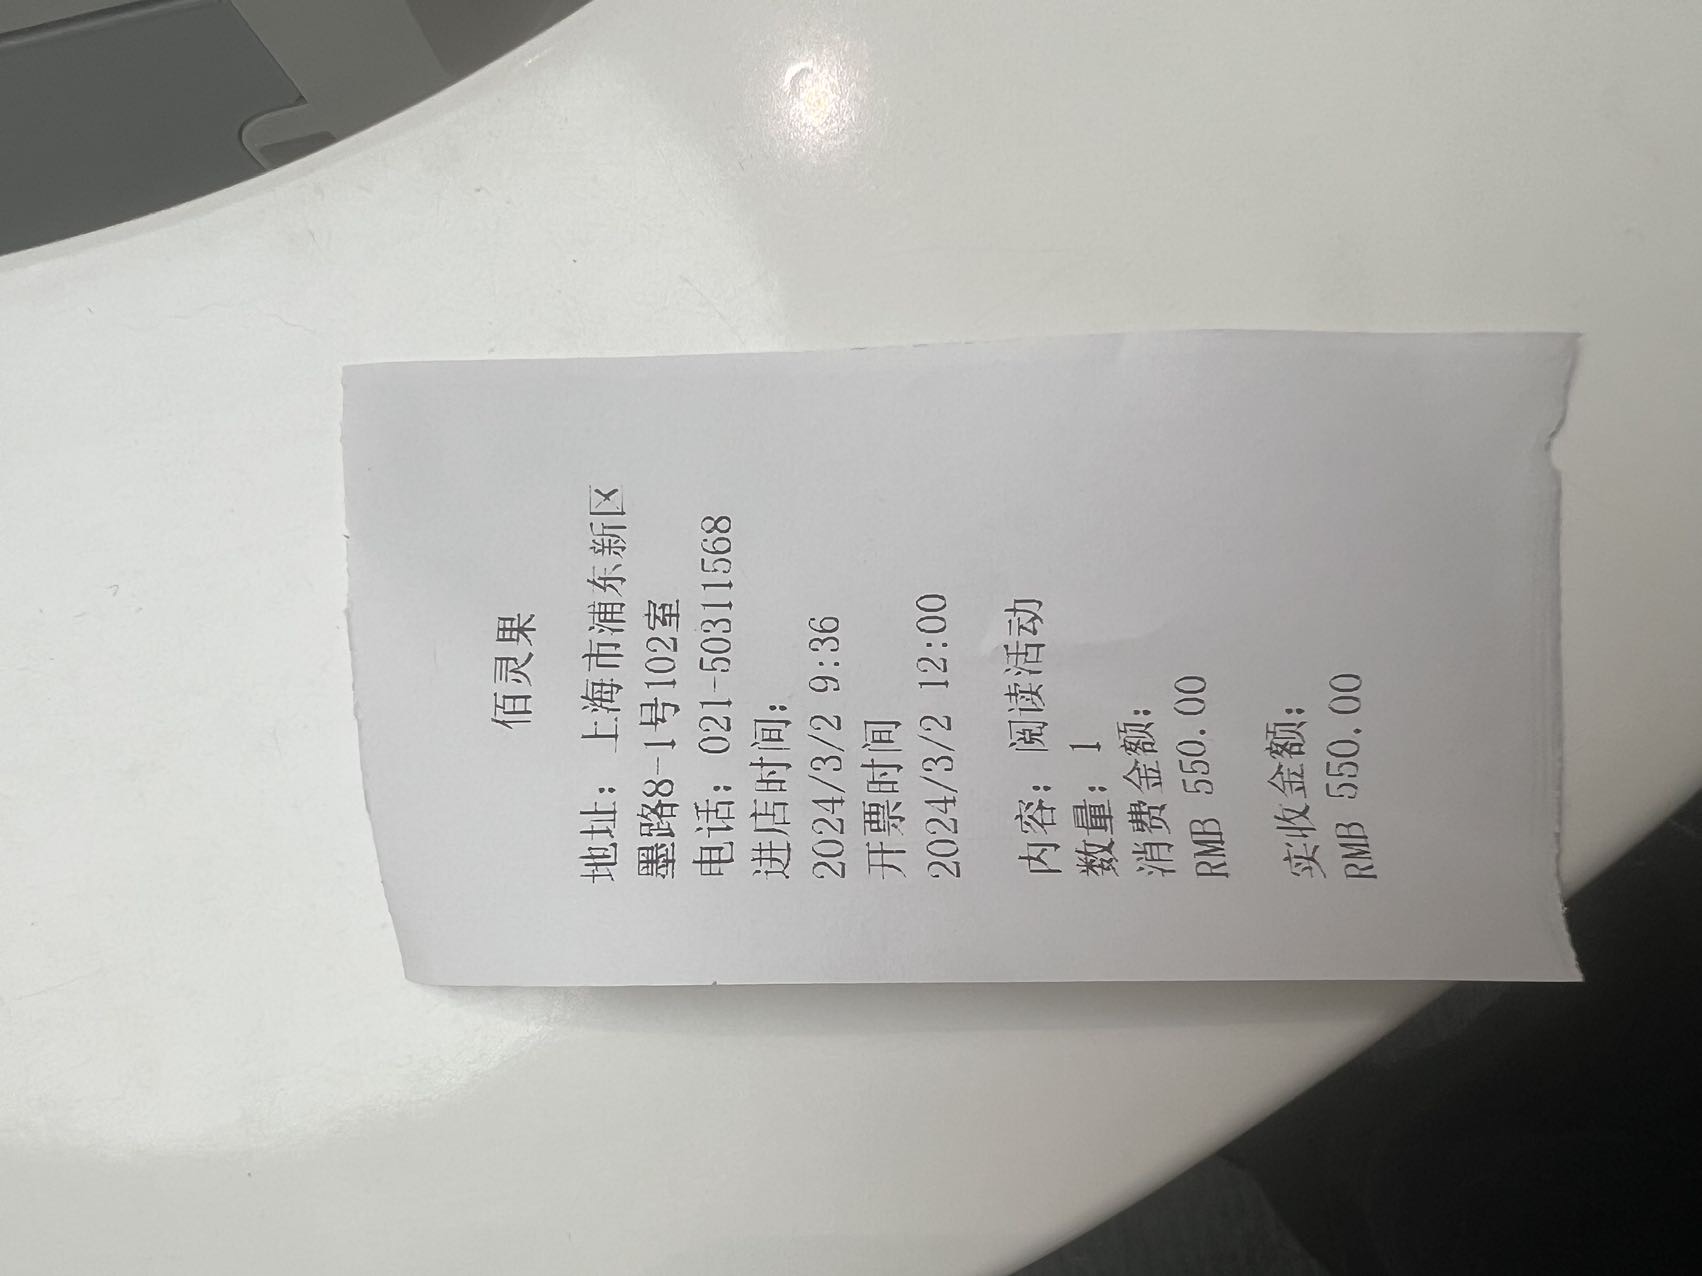 佰灵果
地址：上海市浦东新区
墨路8-1号102室
电话：021-50311568
进店时间：
2024/3/2 9:36
开票时间
2024/3/2 12:00
内容：阅读活动
数量：1
消费金额：
RMB 550.00
实收金额：
RMB 550.00